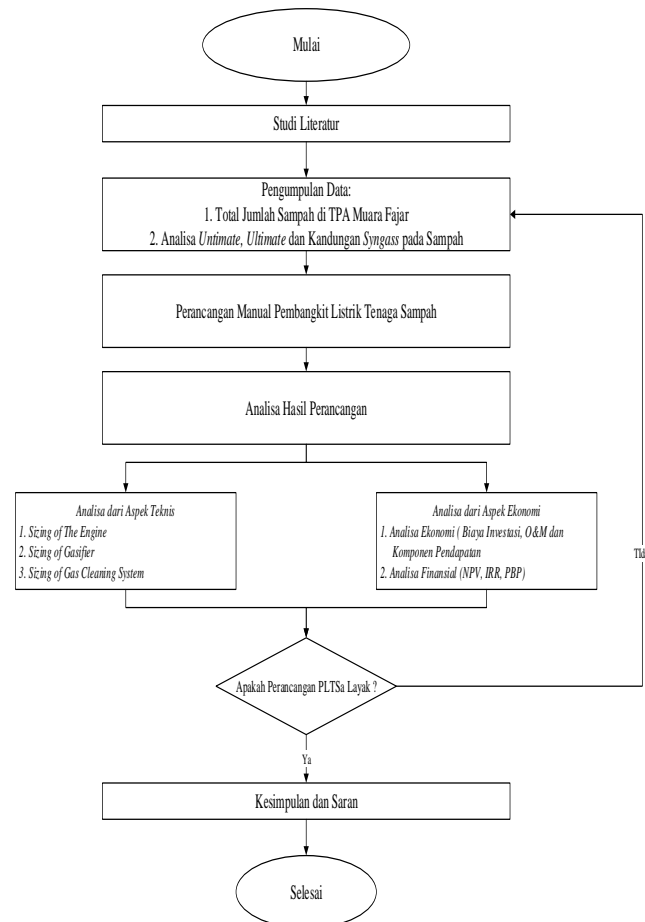 Mulai
Studi Literatur
Pengumpulan Data:
1. Total Jumlah Sampah di TPA Muara Fajar
2. Analisa Untimate, Ultimate dan Kandungan Syngass pada Sampah
Perancangan Manual Pembangkit Listrik Tenaga Sampah
Analisa Hasil Perancangan
Analisa dari Aspek Teknis
1. Sizing of The Engine
2. Sizing of Gasifier
3. Sizing of Gas Cleaning System
Analisa dari Aspek Ekonomi
1. Analisa Ekonomi ( Biaya Investasi, O&M dan
Komponen Pendapatan
2. Analisa Finansial (NPV, IRR, PBP)
Apakah Perancangan PLTSa Layak ?
Ya
Kesimpulan dan Saran
Selesai